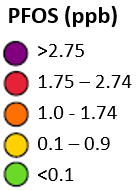 PFOS (ppb)
>2.75
1.75 – 2.74
1.0 - 1.74
0.1 – 0.9
<0.1